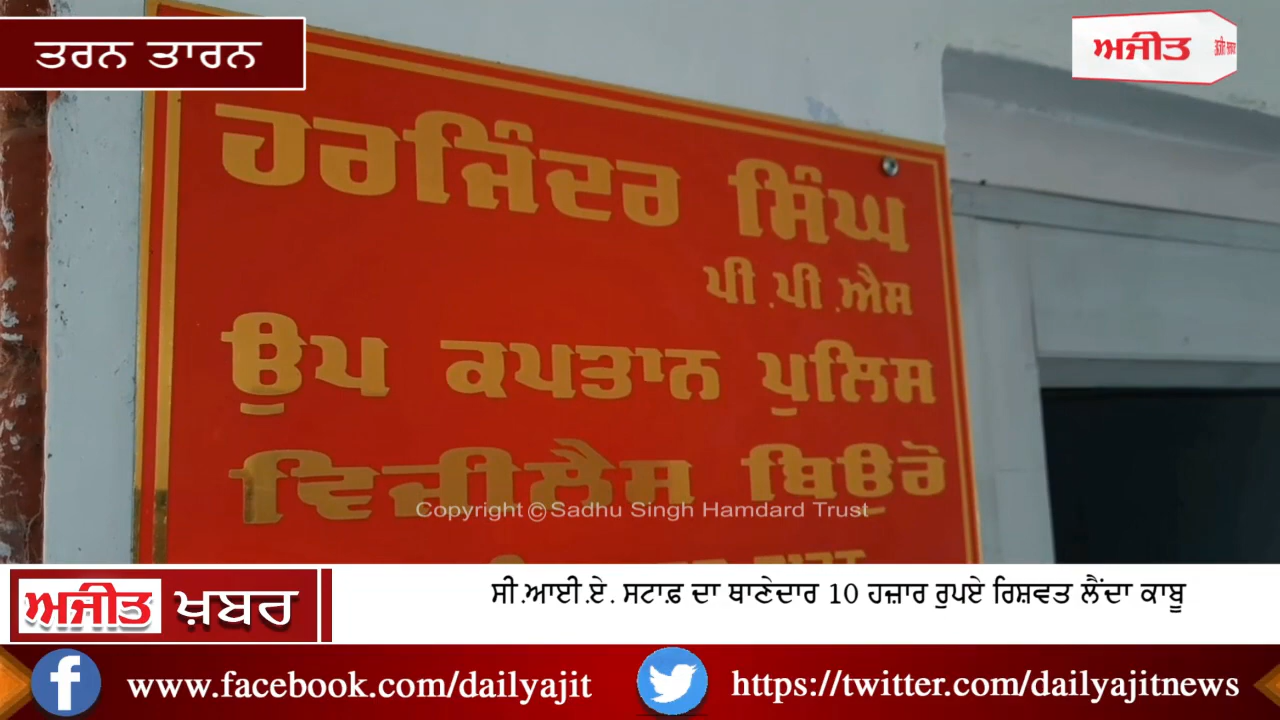 ਤਰਨ ਤਾਰਨ
ਅਜੀਤ
ਹਰਜਿੰਦਰ ਸਿੰਘ
ਪੀ.ਪੀ.ਐਸ
ਉਪ ਕਪਤਾਨ ਪੁਲਿਸ
ਵਿਜੀਲੈਸ ਬਿਉਰੋ
Copyright © Sadhu Singh Hamdard Trust
ਅਜੀਤ ਖ਼ਬਰ
ਸੀ.ਆਈ.ਏ. ਸਟਾਫ਼ ਦਾ ਥਾਣੇਦਾਰ 10 ਹਜ਼ਾਰ ਰੁਪਏ ਰਿਸ਼ਵਤ ਲੈਂਦਾ ਕਾਬੂ
www.facebook.com/dailyajit
https://twitter.com/dailyajitnews